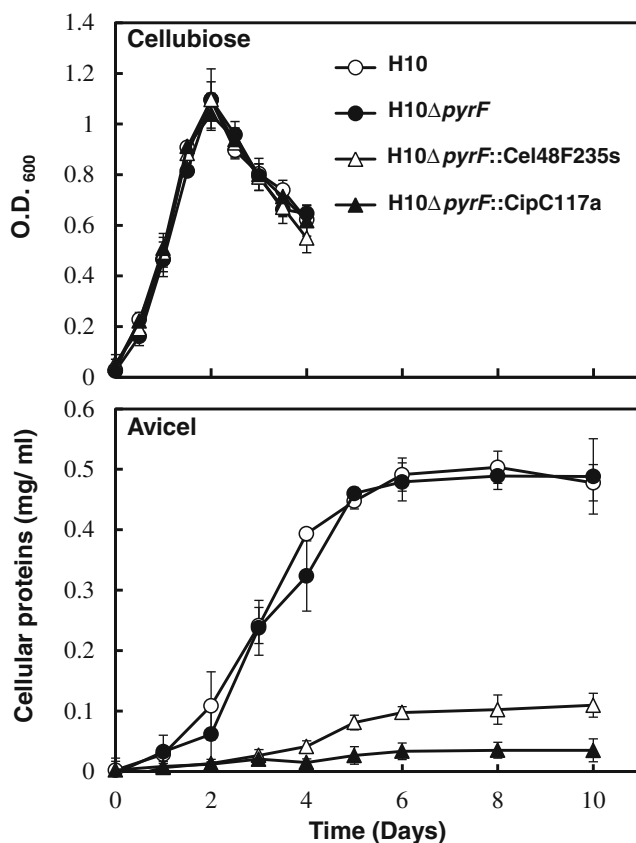 Cellubiose
H10
H10ΔpyrF
H10ΔpyrF::Cel48F235s
H10ΔpyrF::CipC117a
O.D. 600
1.4
1.2
1
0.8
0.6
0.4
0.2
0
Avicel
Cellular proteins (mg/ ml)
0.6
0.5
0.4
0.3
0.2
0.1
0
0 2 4 6 8 10
Time (Days)